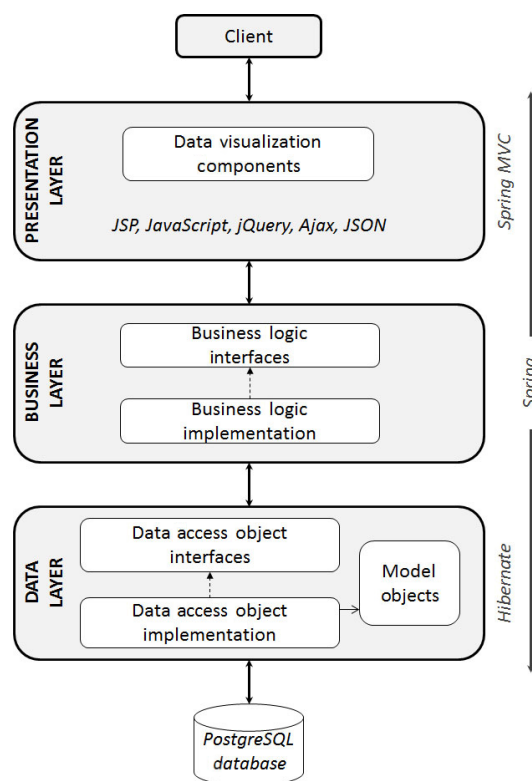 Client
PRESENTATION
LAYER
Data visualization
components
JSP, JavaScript, jQuery, Ajax, JSON
Spring MVC
BUSINESS
LAYER
Business logic
interfaces
Business logic
implementation
Spring
DATA
LAYER
Data access object
interfaces
Data access object
implementation
Model
objects
Hibernate
PostgreSQL
database